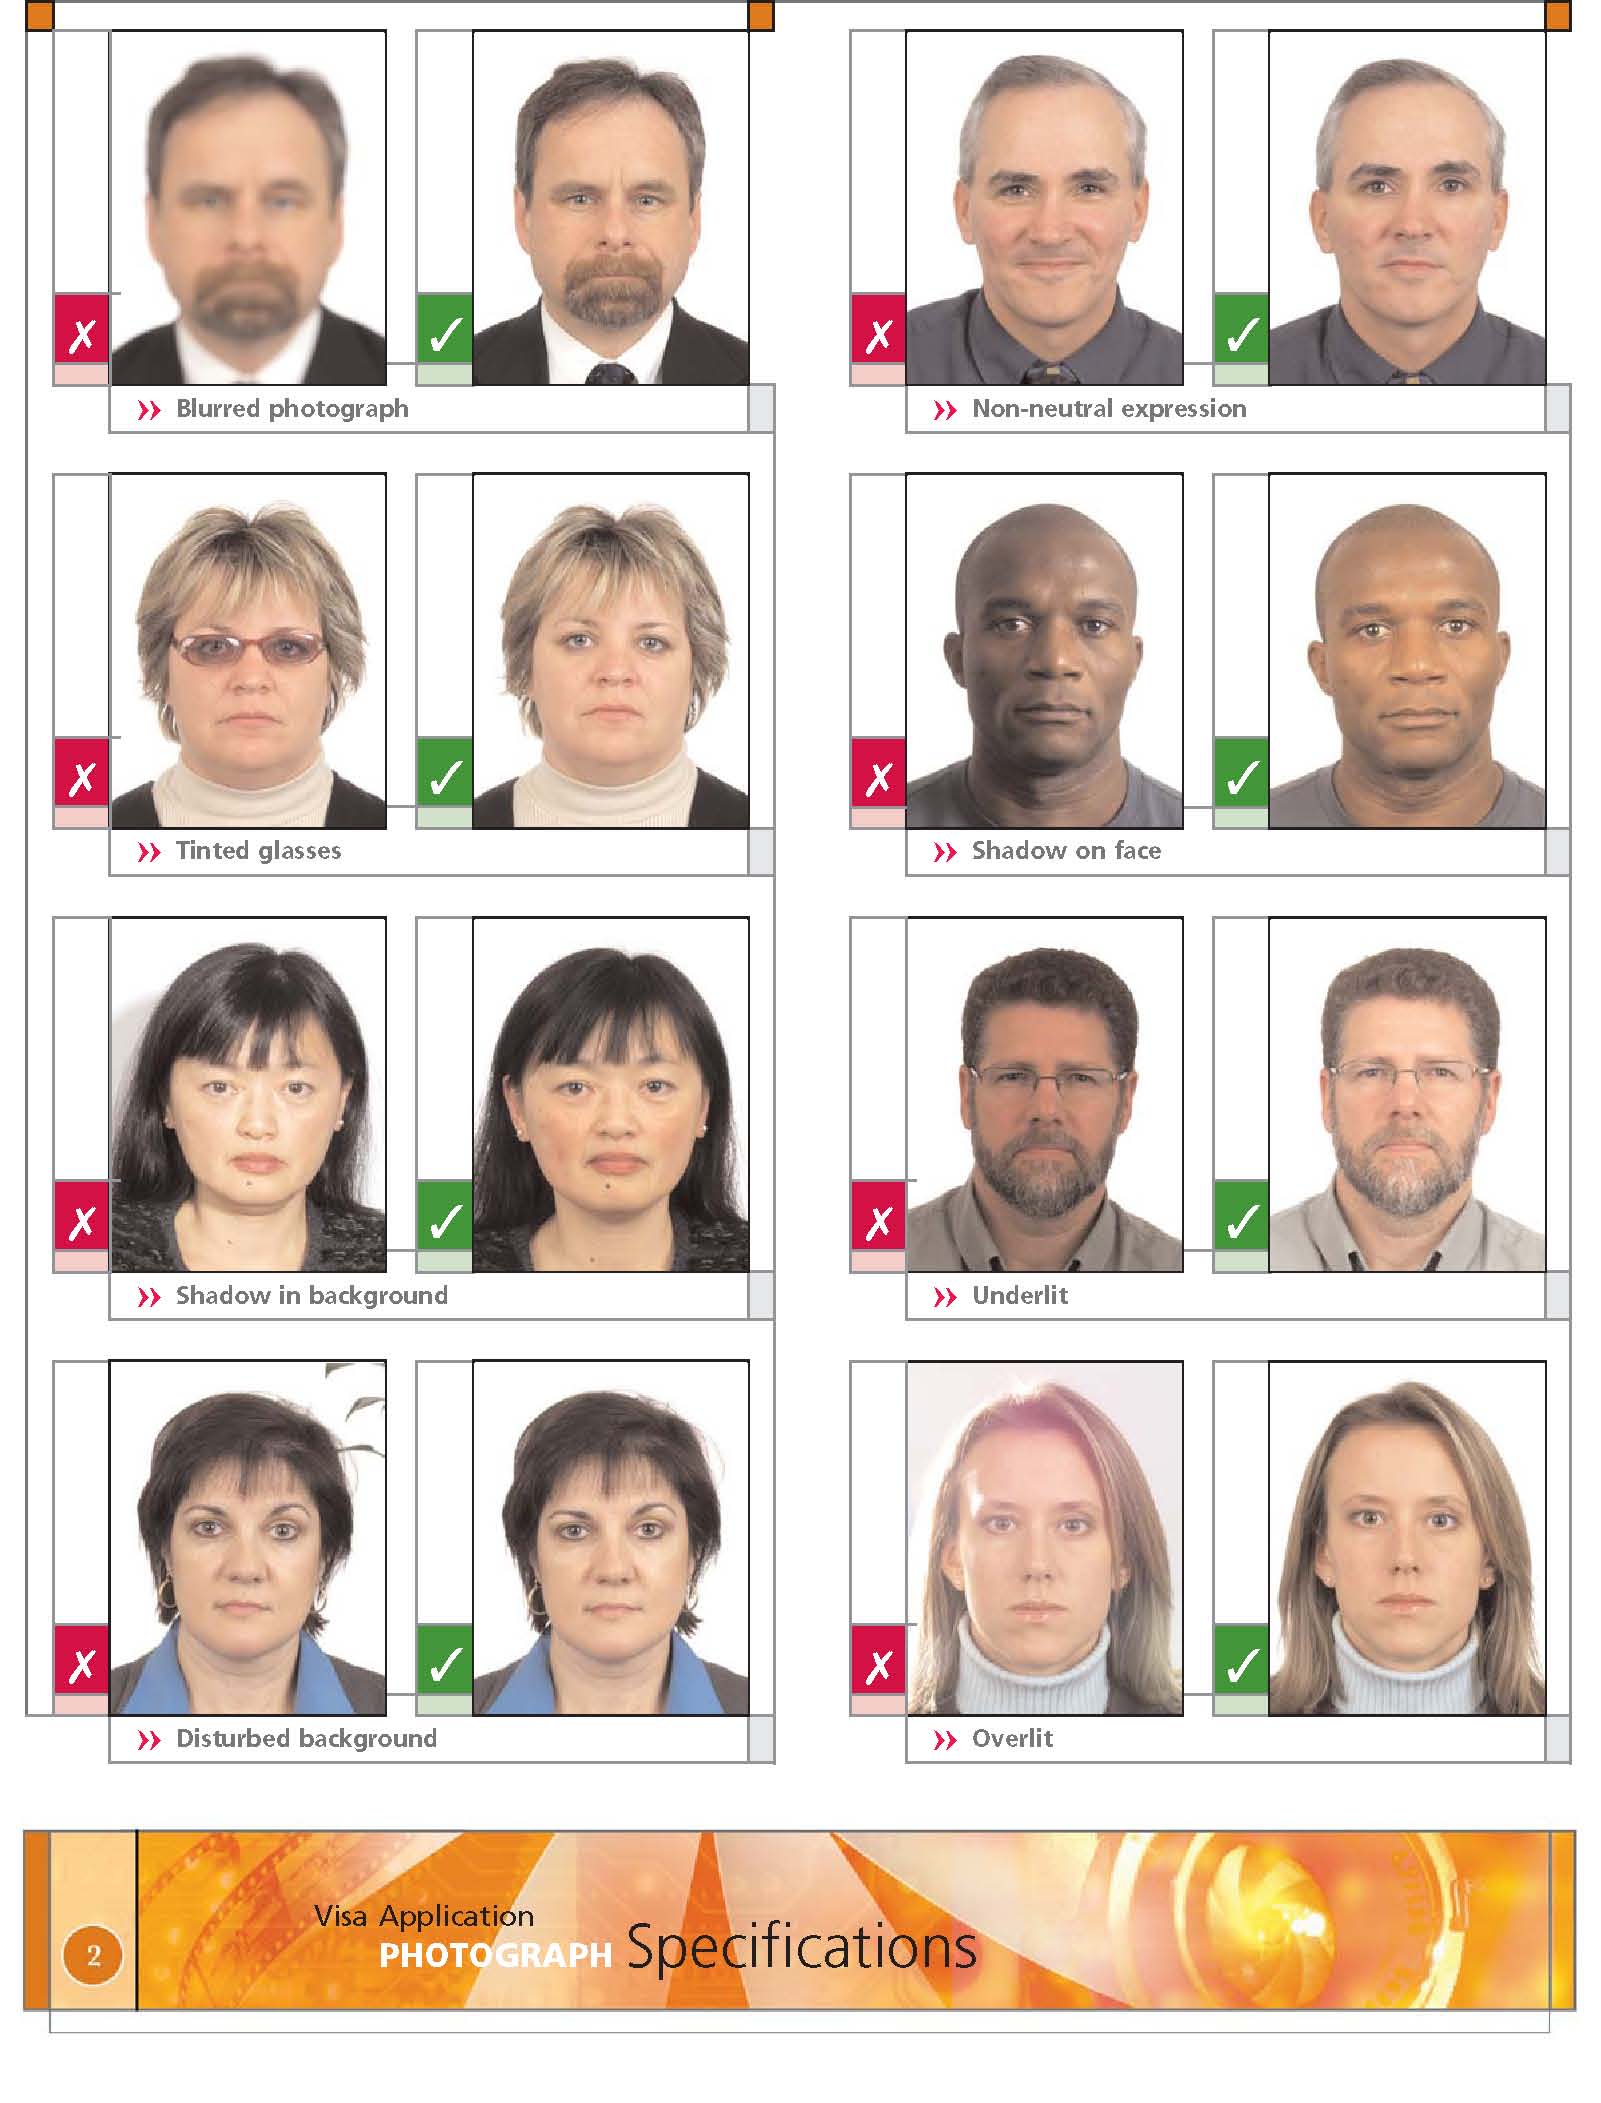 Blurred photograph
Non-neutral expression
Tinted glasses
Shadow on face
Shadow in background
Underlit
Disturbed background
Overlit
2
Visa Application
PHOTOGRAPH Specifications